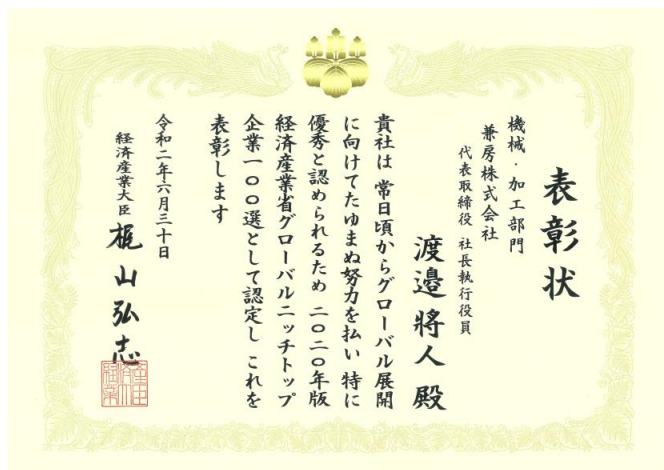 表彰状
機械・加工部門
兼房株式会社
代表取締役 社長執行役員
渡邉將人 殿
貴社は 常日頃からグローバル展開
に向けてたゆまぬ努力を払い 特に
優秀と認められるため 二〇二〇年版
経済産業省グローバルニッチトップ
企業一〇〇選として認定し これを
表彰します
令和二年六月三十日
経済産業大臣
梶山弘志